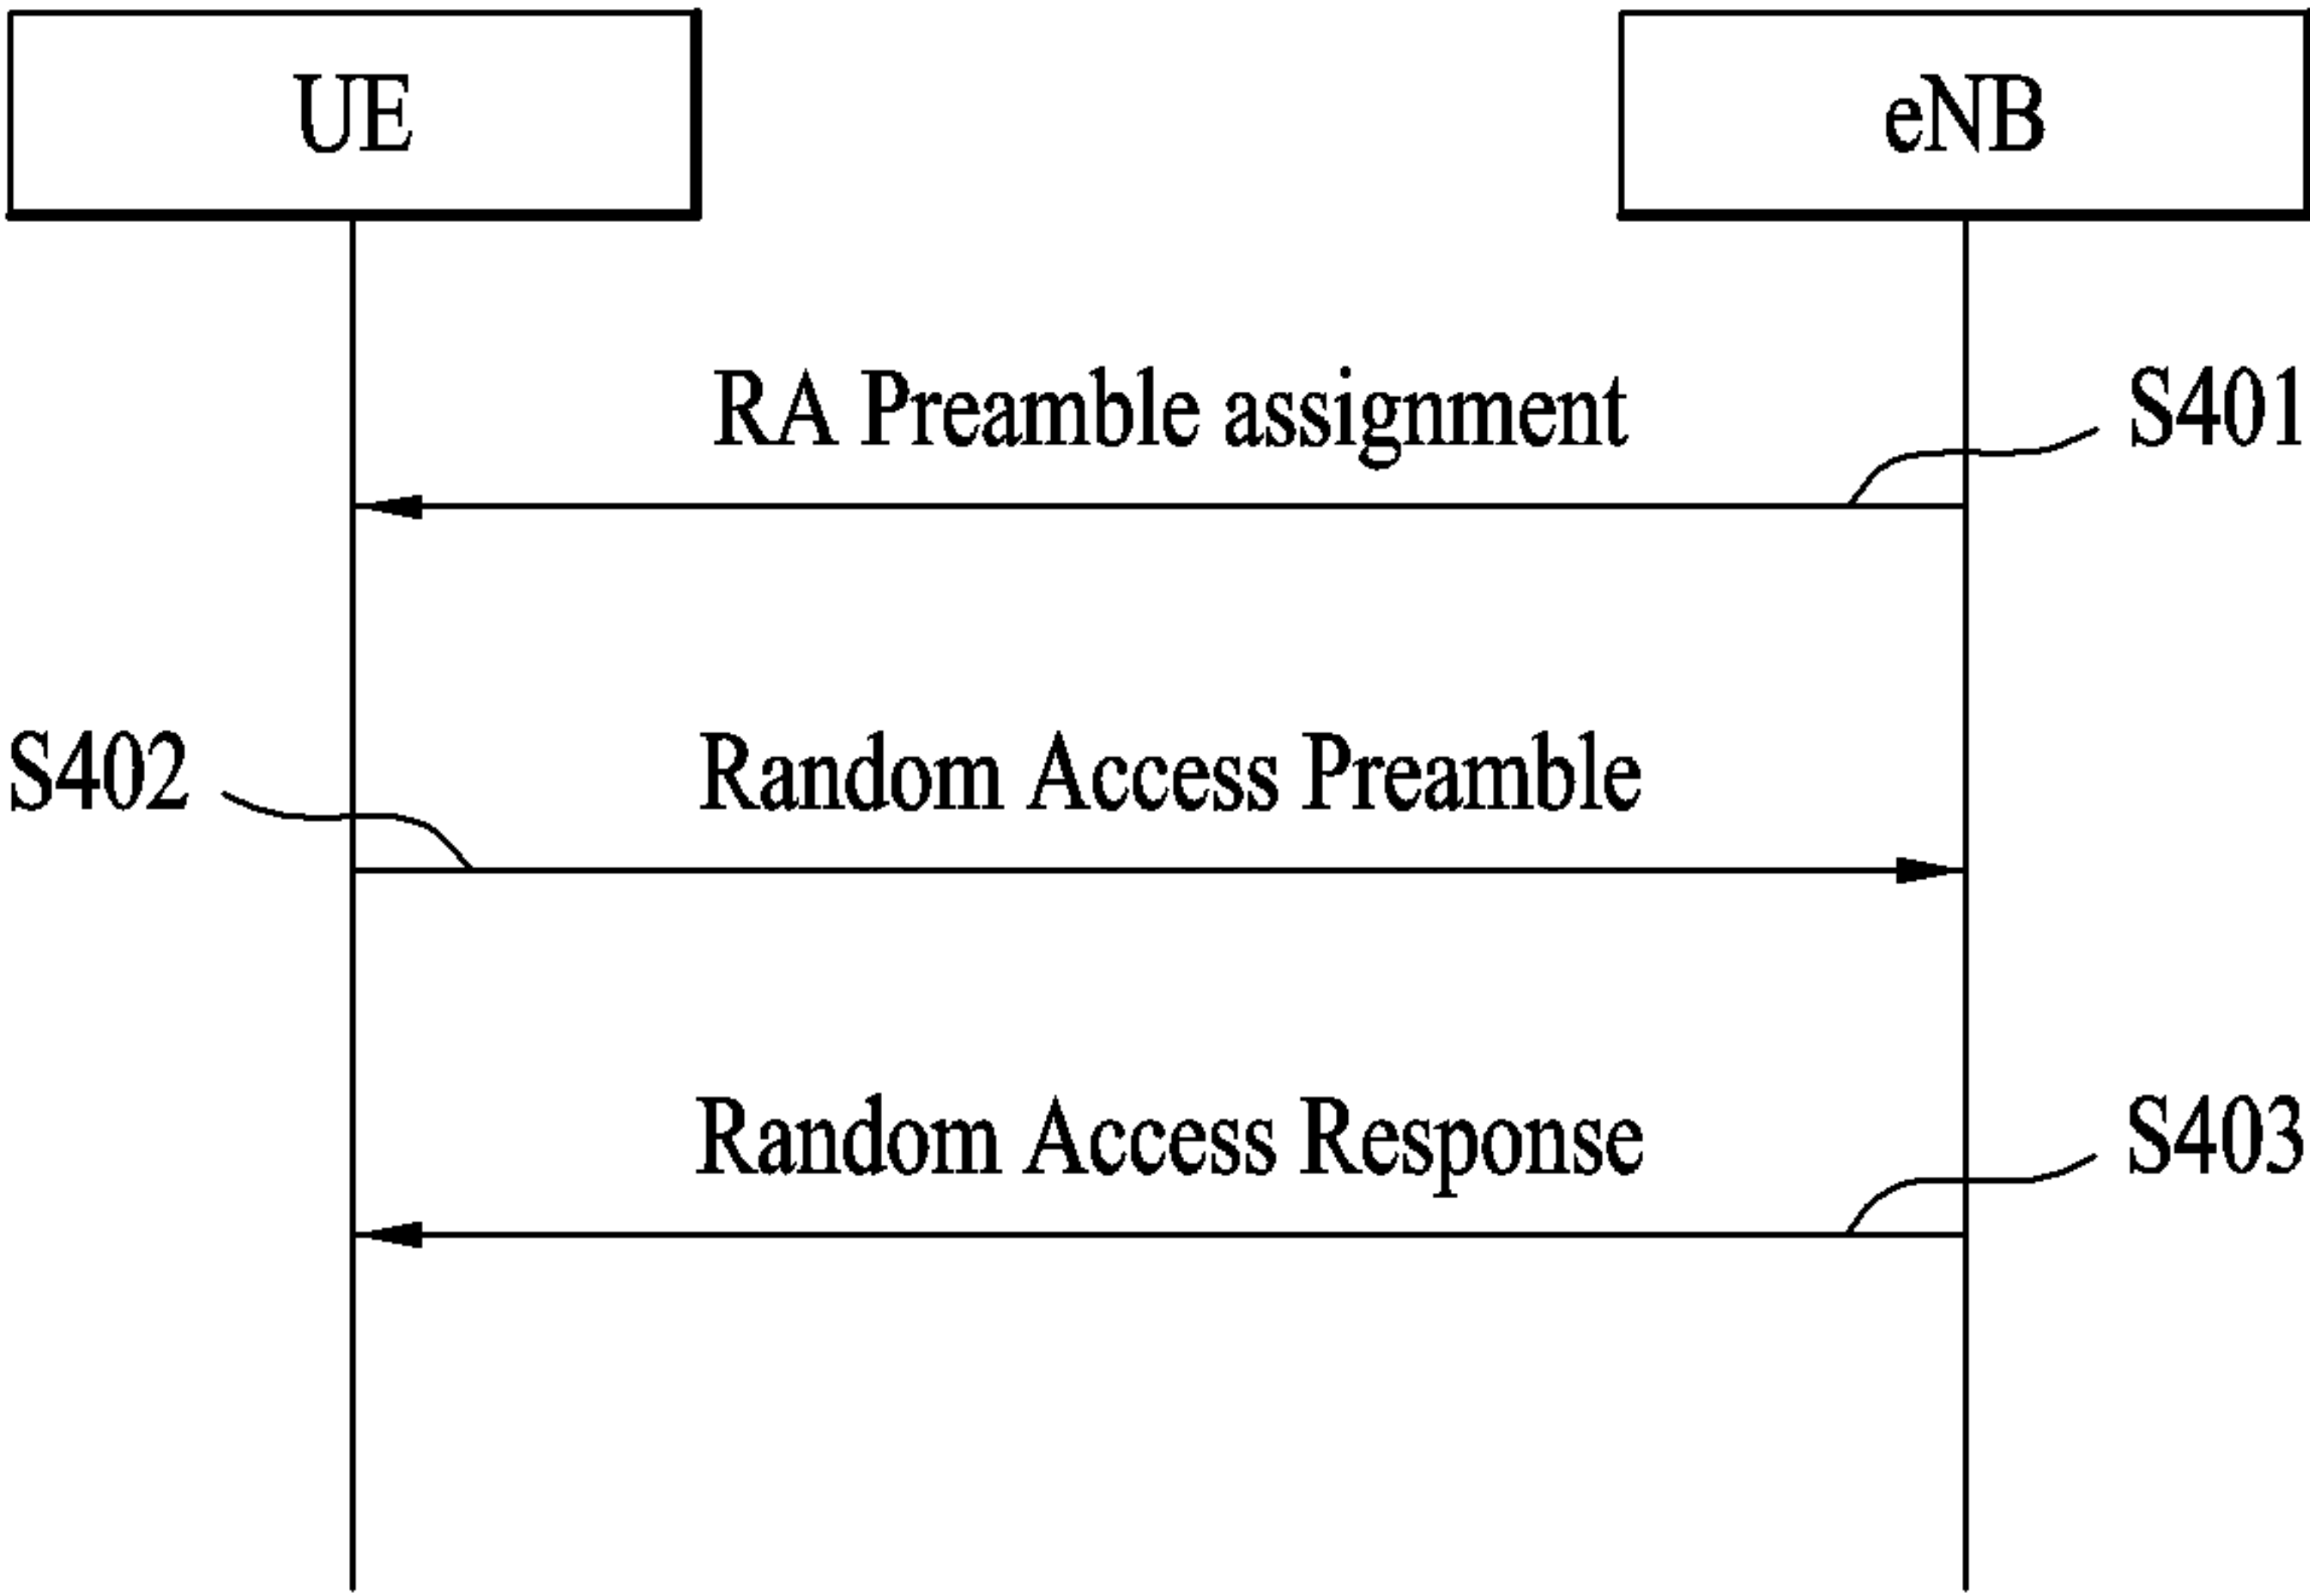 UE
eNB
RA Preamble assignment
S401
S402
Random Access Preamble
Random Access Response
S403